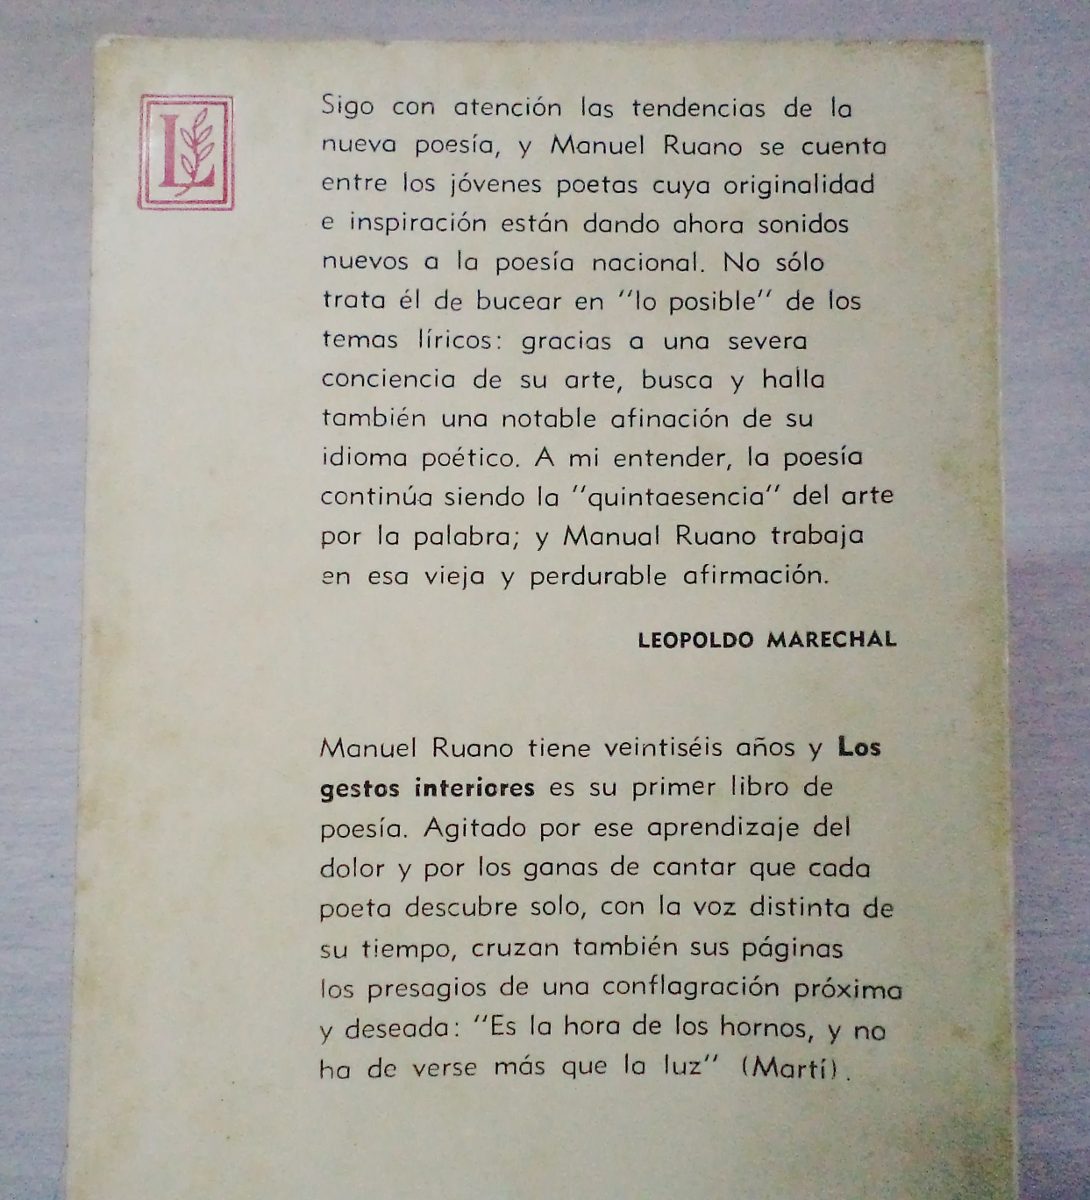 L
Sigo con atención las tendencias de la
nueva poesía, y Manuel Ruano se cuenta
entre los jóvenes poetas cuya originalidad
e inspiración están dando ahora sonidos
nuevos a la poesía nacional. No sólo
trata él de bucear en "lo posible" de los
temas líricos: gracias a una severa
conciencia de su arte, busca y halla
también una notable afinación de su
idioma poético. A mi entender, la poesía
continúa siendo la "quintaesencia" del arte
por la palabra; y Manual Ruano trabaja
en esa vieja y perdurable afirmación.
LEOPOLDO MARECHAL
Manuel Ruano tiene veintiséis años y Los
gestos interiores es su primer libro de
poesía. Agitado por ese aprendizaje del
dolor y por los ganas de cantar que cada
poeta descubre solo, con la voz distinta de
su tiempo, cruzan también sus páginas
los presagios de una conflagración próxima
y deseada: "Es la hora de los hornos, y no
ha de verse más que la luz" (Martí).